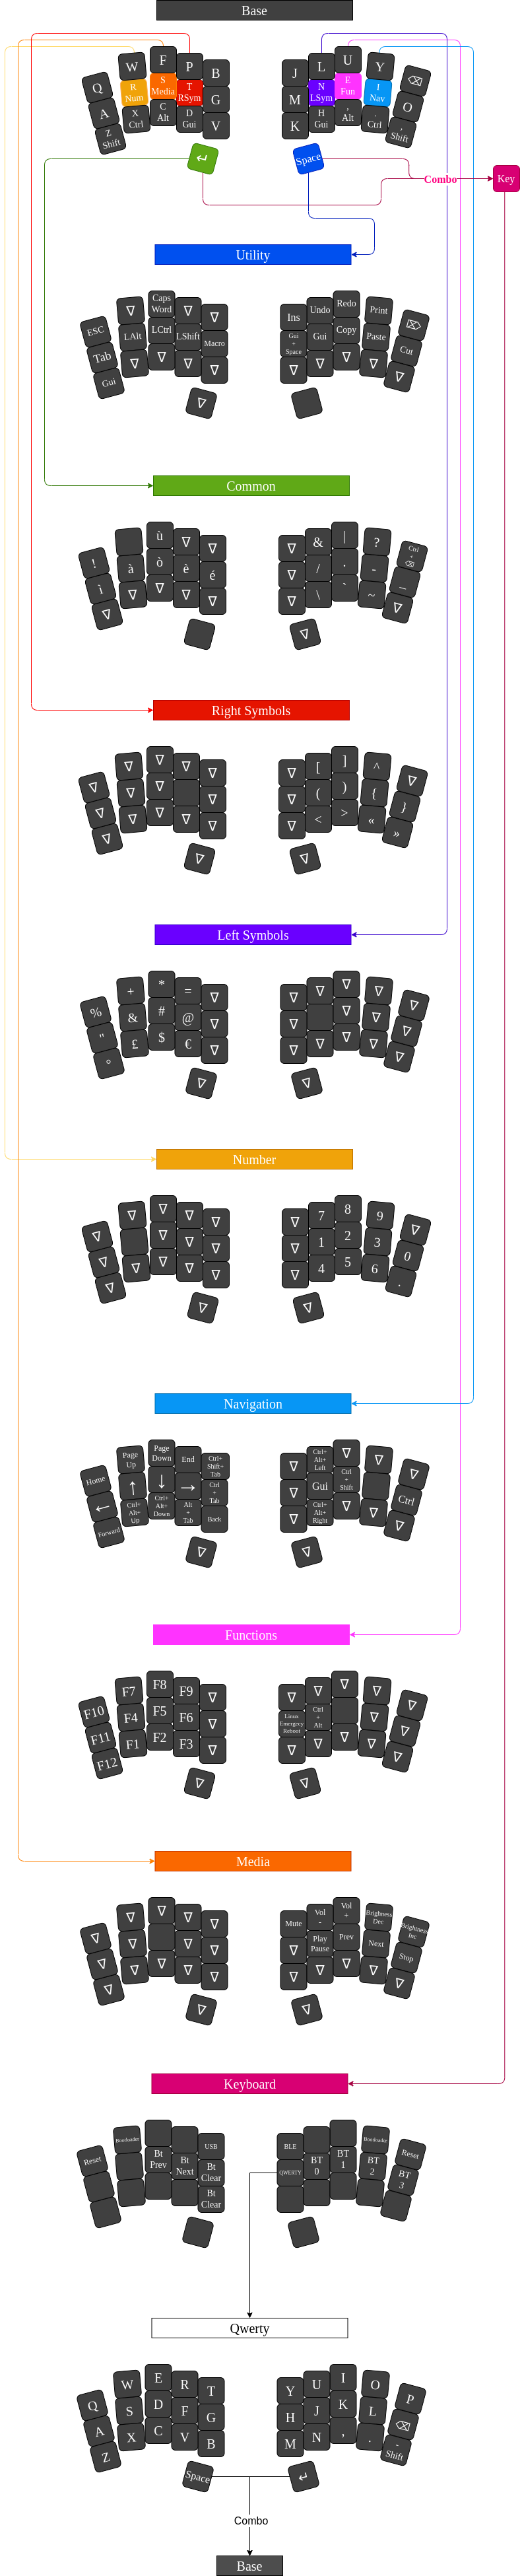 Base
Q W F P B
J L U Y ⌫
A R Num S Media T RSym G
M N LSym E Fun I Nav O
Z Shift X Ctrl C Alt D Gui V
K H Gui , Alt . Ctrl
Shift
↵ Space
Combo Key
Utility
ESC ∇ Caps Word ∇ ∇
Ins Undo Redo Print ⌦
Tab LAlt LCtrl LShift Macro
Gui + Space Gui Copy Paste Cut
Gui ∇ ∇ ∇ ∇
∇ ∇ ∇ ∇ ∇
∇
Common
! ù ∇ ∇
∇ & | ? Ctrl + ⌫
ì à ò è é
∇ / . - _
∇ ∇ ∇ ∇ ∇
∇ \ ` ~ ∇
∇
Right Symbols
∇ ∇ ∇ ∇ ∇
∇ [ ] ^ ∇
∇ ∇ ∇ ∇
∇ ( ) { }
∇ ∇ ∇ ∇ ∇
∇ < > « »
∇ ∇
Left Symbols
% + * = ∇
∇ ∇ ∇ ∇ ∇
" & # @ ∇
∇ ∇ ∇ ∇
° £ $ € ∇
∇ ∇ ∇ ∇ ∇
∇ ∇
Number
∇ ∇ ∇ ∇ ∇
∇ 7 8 9 ∇
∇ ∇ ∇ ∇
∇ 1 2 3 0
∇ ∇ ∇ ∇ ∇
∇ 4 5 6 .
∇ ∇
Navigation
Home Page Up Page Down End Ctrl+ Shift+ Tab
∇ Ctrl+ Alt+ Left ∇ ∇ ∇
← ↑ ↓ → Ctrl + Tab
∇ Gui Ctrl + Shift Ctrl
Forward Ctrl+ Alt+ Up Ctrl+ Alt+ Down Alt + Tab Back
∇ Ctrl+ Alt+ Right ∇ ∇ ∇
∇ ∇
Functions
F10 F7 F8 F9 ∇
∇ ∇ ∇ ∇ ∇
F11 F4 F5 F6 ∇
Linux Emergecy Reboot Ctrl + Alt ∇ ∇
F12 F1 F2 F3 ∇
∇ ∇ ∇ ∇ ∇
∇ ∇
Media
∇ ∇ ∇ ∇ ∇
Mute Vol - Vol + Brighness Dec Brightness Inc
∇ ∇ ∇ ∇
∇ Play Pause Prev Next Stop
∇ ∇ ∇ ∇ ∇
∇ ∇ ∇ ∇ ∇
∇ ∇
Keyboard
Reset Bootloader USB
BLE Bootloader Reset
Bt Prev Bt Next Bt Clear
QWERTY BT 0 BT 1 BT 2 BT 3
Bt Clear
Qwerty
Q W E R T
Y U I O P
A S D F G
H J K L ⌫
Z X C V B
M N , . - Shift
Space ↵
Combo
Base